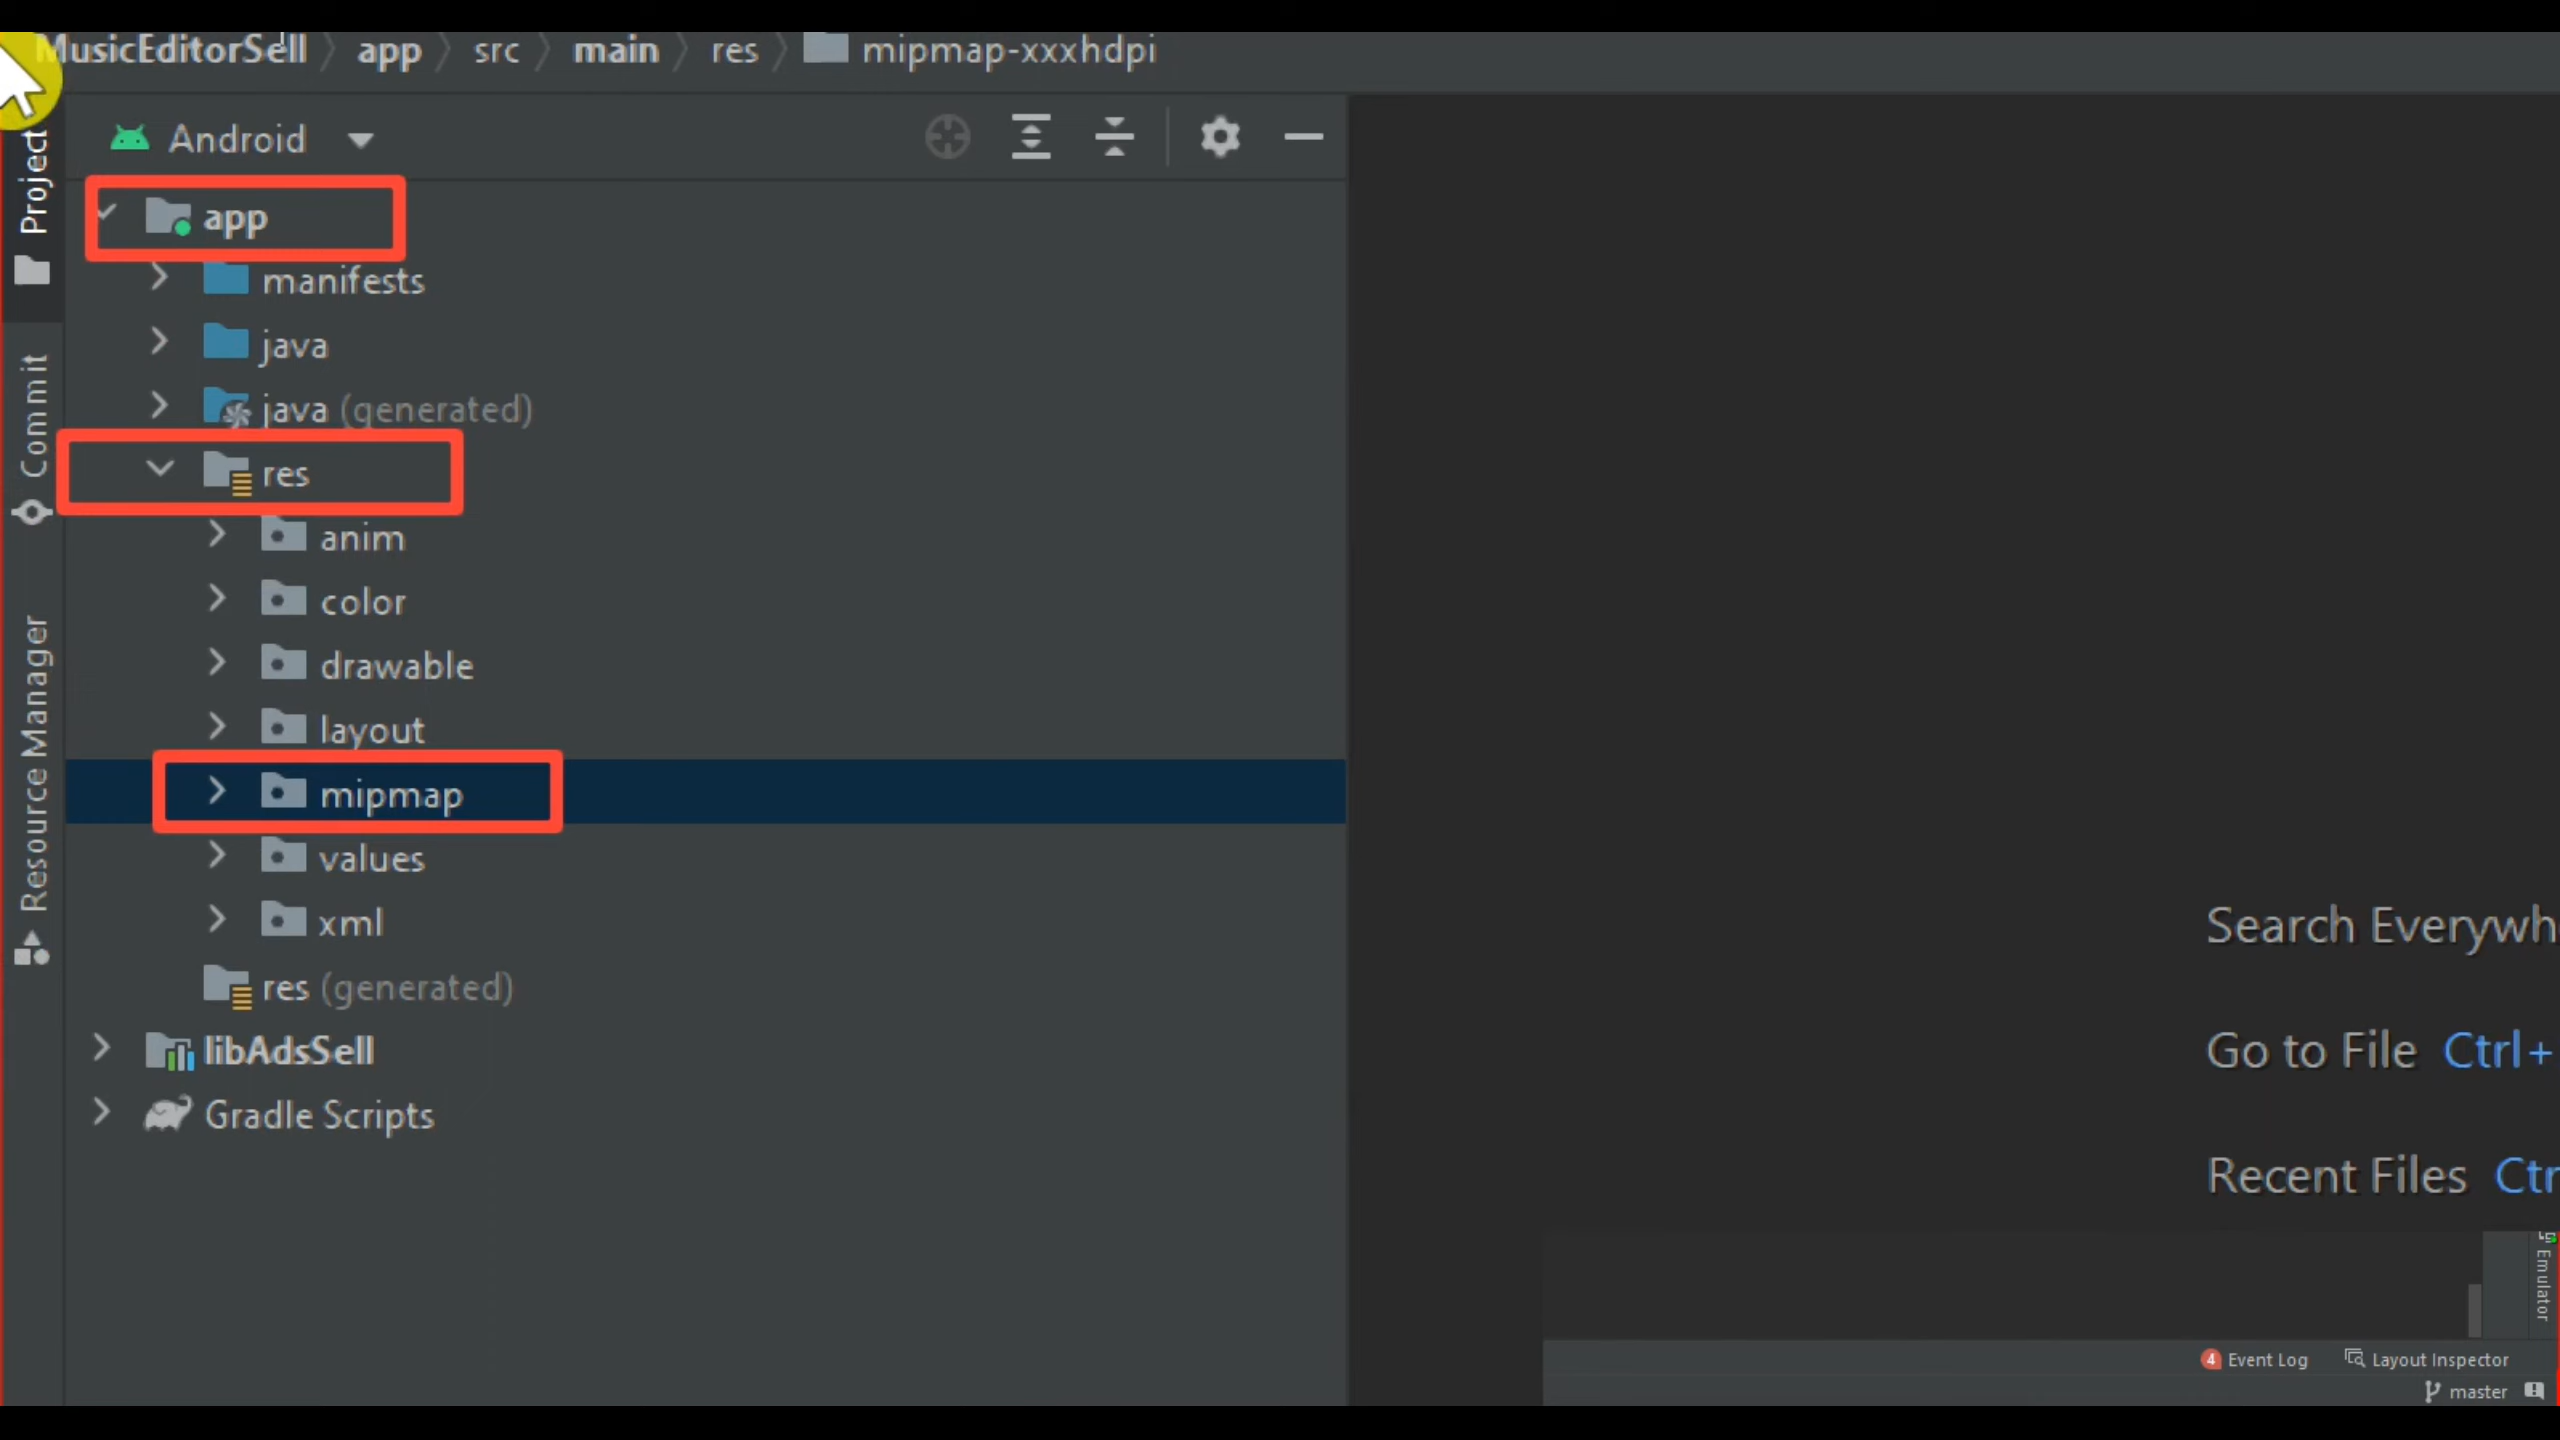 MusicEditorSell app src main res mipmap-xxxhdpi
Project
Android
app
manifests
java
java (generated)
Commit
res
anim
color
drawable
layout
Resource Manager
mipmap
values
xml
res (generated)
libAdsSell
Gradle Scripts
Search Everywh
Go to File Ctrl+
Recent Files Ctr
Emulator
4 Event Log Layout Inspector
master